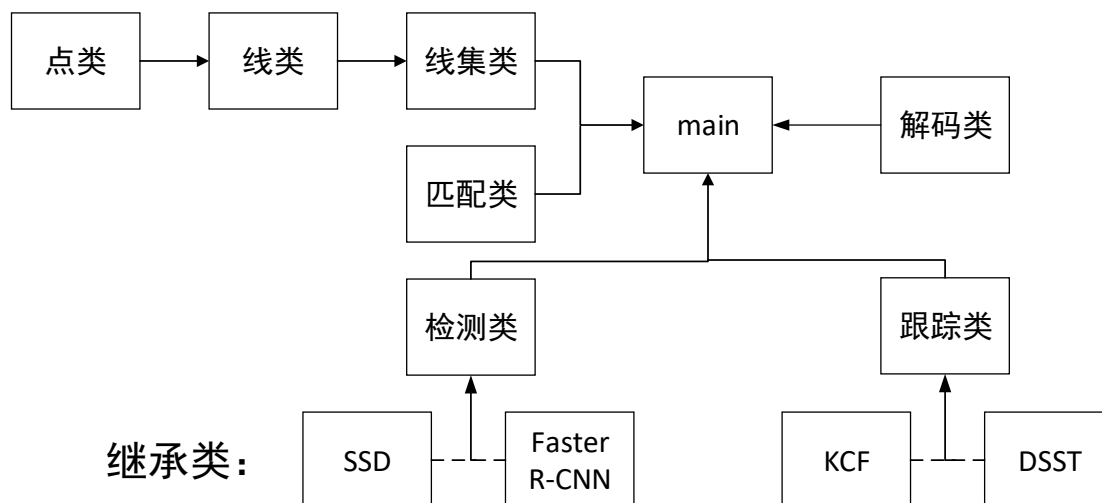 点类
线类
线集类
main
解码类
匹配类
检测类
跟踪类
继承类：
SSD
Faster
R-CNN
KCF
DSST